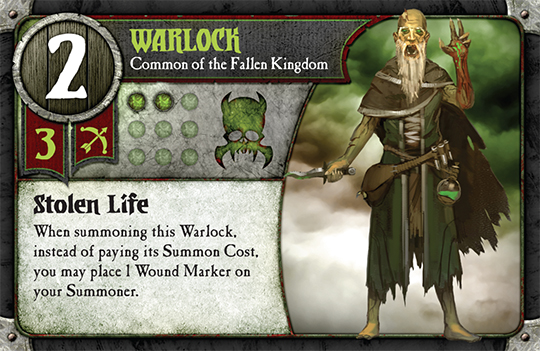 2
WARLOCK
Common of the Fallen Kingdom
3
Stolen Life
When summoning this Warlock,
instead of paying its Summon Cost,
you may place 1 Wound Marker on
your Summoner.